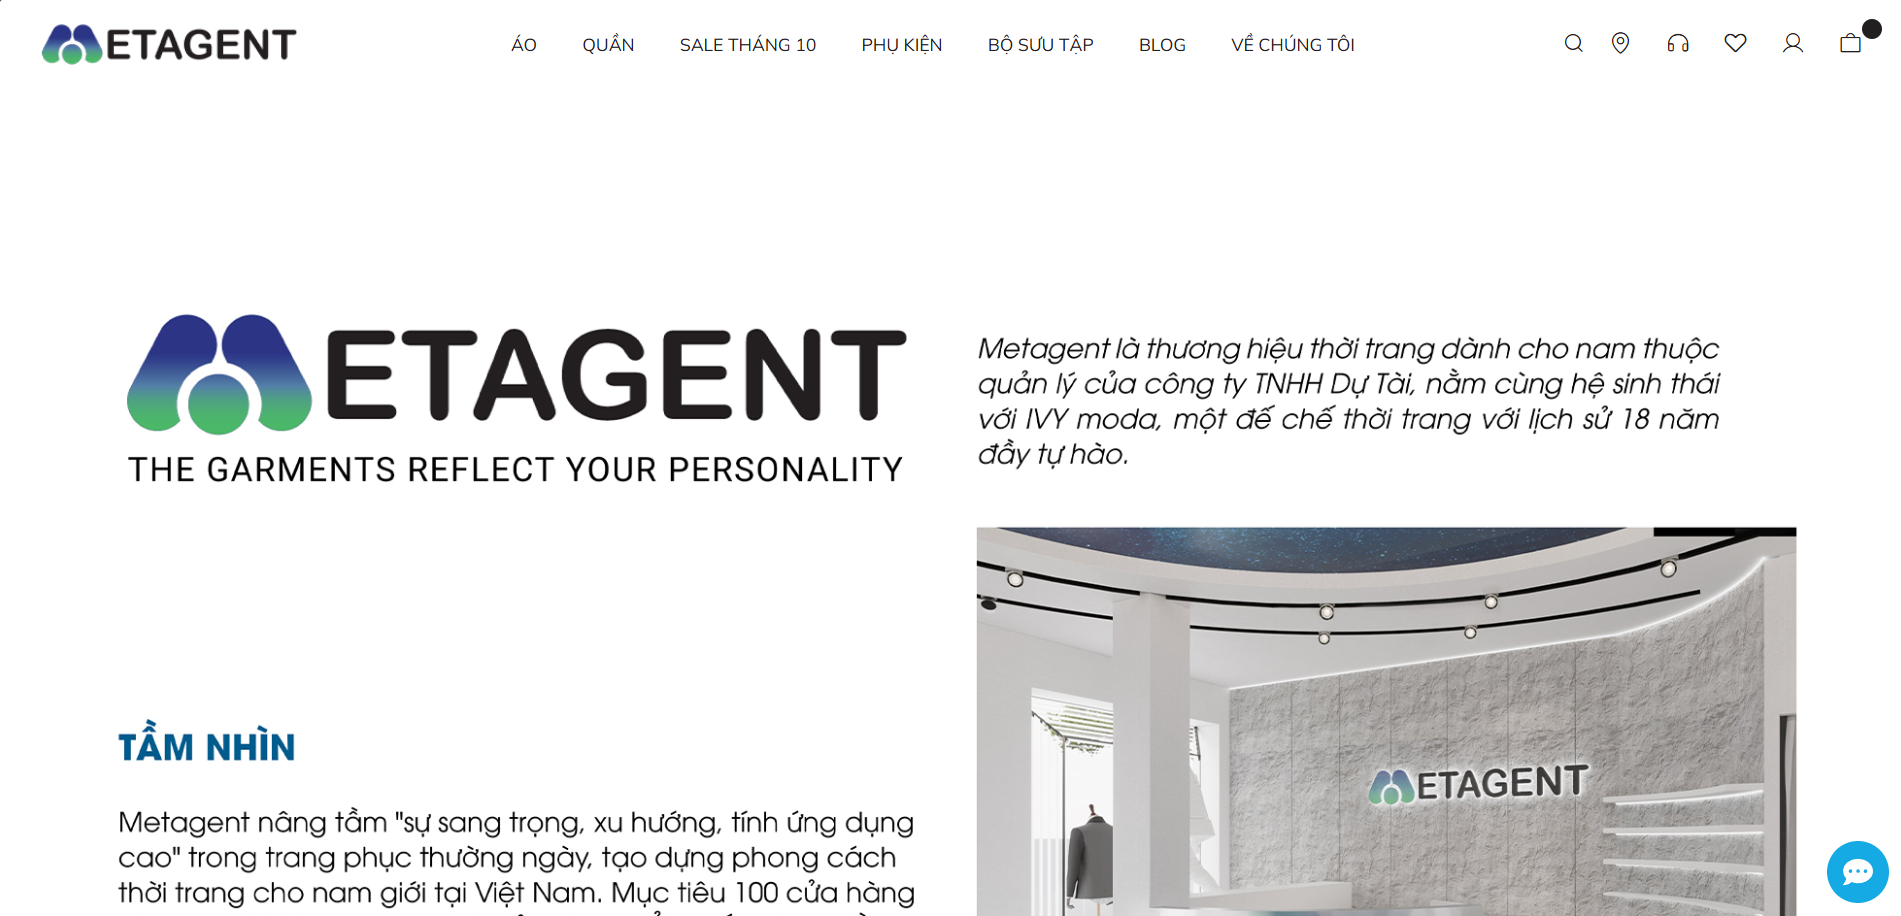 METAGENT
ÁO QUẦN SALE THÁNG 10 PHỤ KIỆN BỘ SƯU TẬP BLOG VỀ CHÚNG TÔI
METAGENT
THE GARMENTS REFLECT YOUR PERSONALITY
Metagent là thương hiệu thời trang dành cho nam thuộc
quản lý của công ty TNHH Dự Tài, nằm cùng hệ sinh thái
với IVY moda, một đế chế thời trang với lịch sử 18 năm
đầy tự hào.
METAGENT
TẦM NHÌN
Metagent nâng tầm "sự sang trọng, xu hướng, tính ứng dụng
cao" trong trang phục thường ngày, tạo dựng phong cách
thời trang cho nam giới tại Việt Nam. Mục tiêu 100 cửa hàng